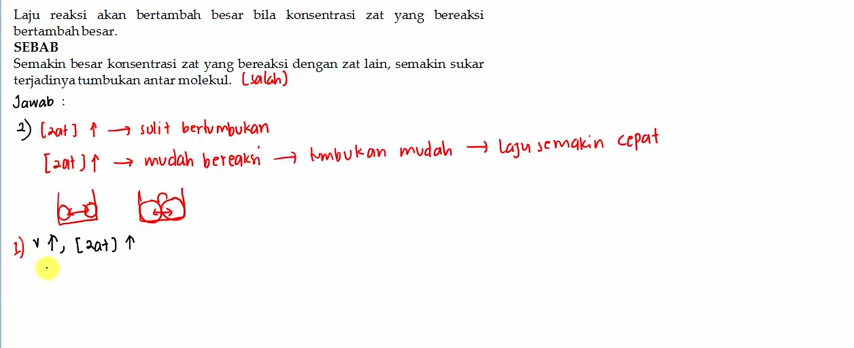 Laju reaksi akan bertambah besar bila konsentrasi zat yang bereaksi
bertambah besar.
SEBAB
Semakin besar konsentrasi zat yang bereaksi dengan zat lain, semakin sukar
terjadinya tumbukan antar molekul. (salah)
Jawab :
2) [zat] ↑ → sulit bertumbukan
[zat] ↑ → mudah bereaksi → tumbukan mudah → laju semakin cepat
1) v ↑, [zat] ↑